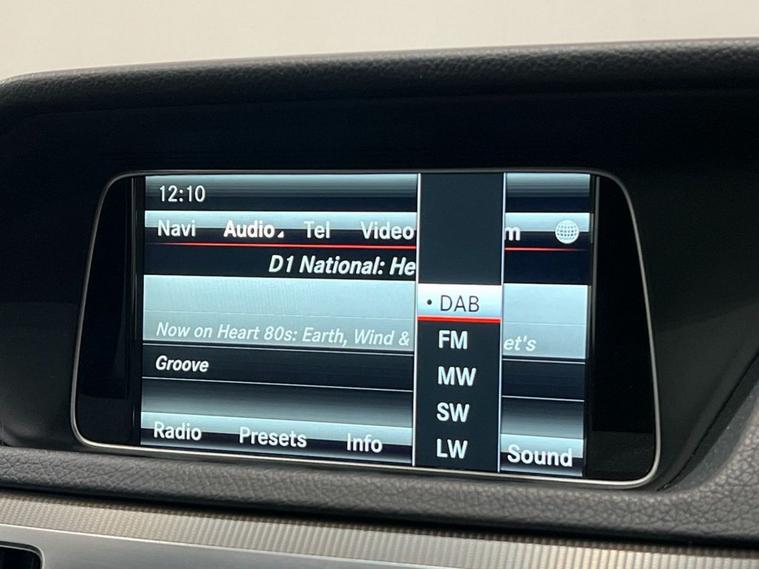 12:10
Navi Audio Tel Video m
D1 National: He
• DAB
Now on Heart 80s: Earth, Wind & et's
FM
Groove
MW
SW
Radio Presets Info LW Sound